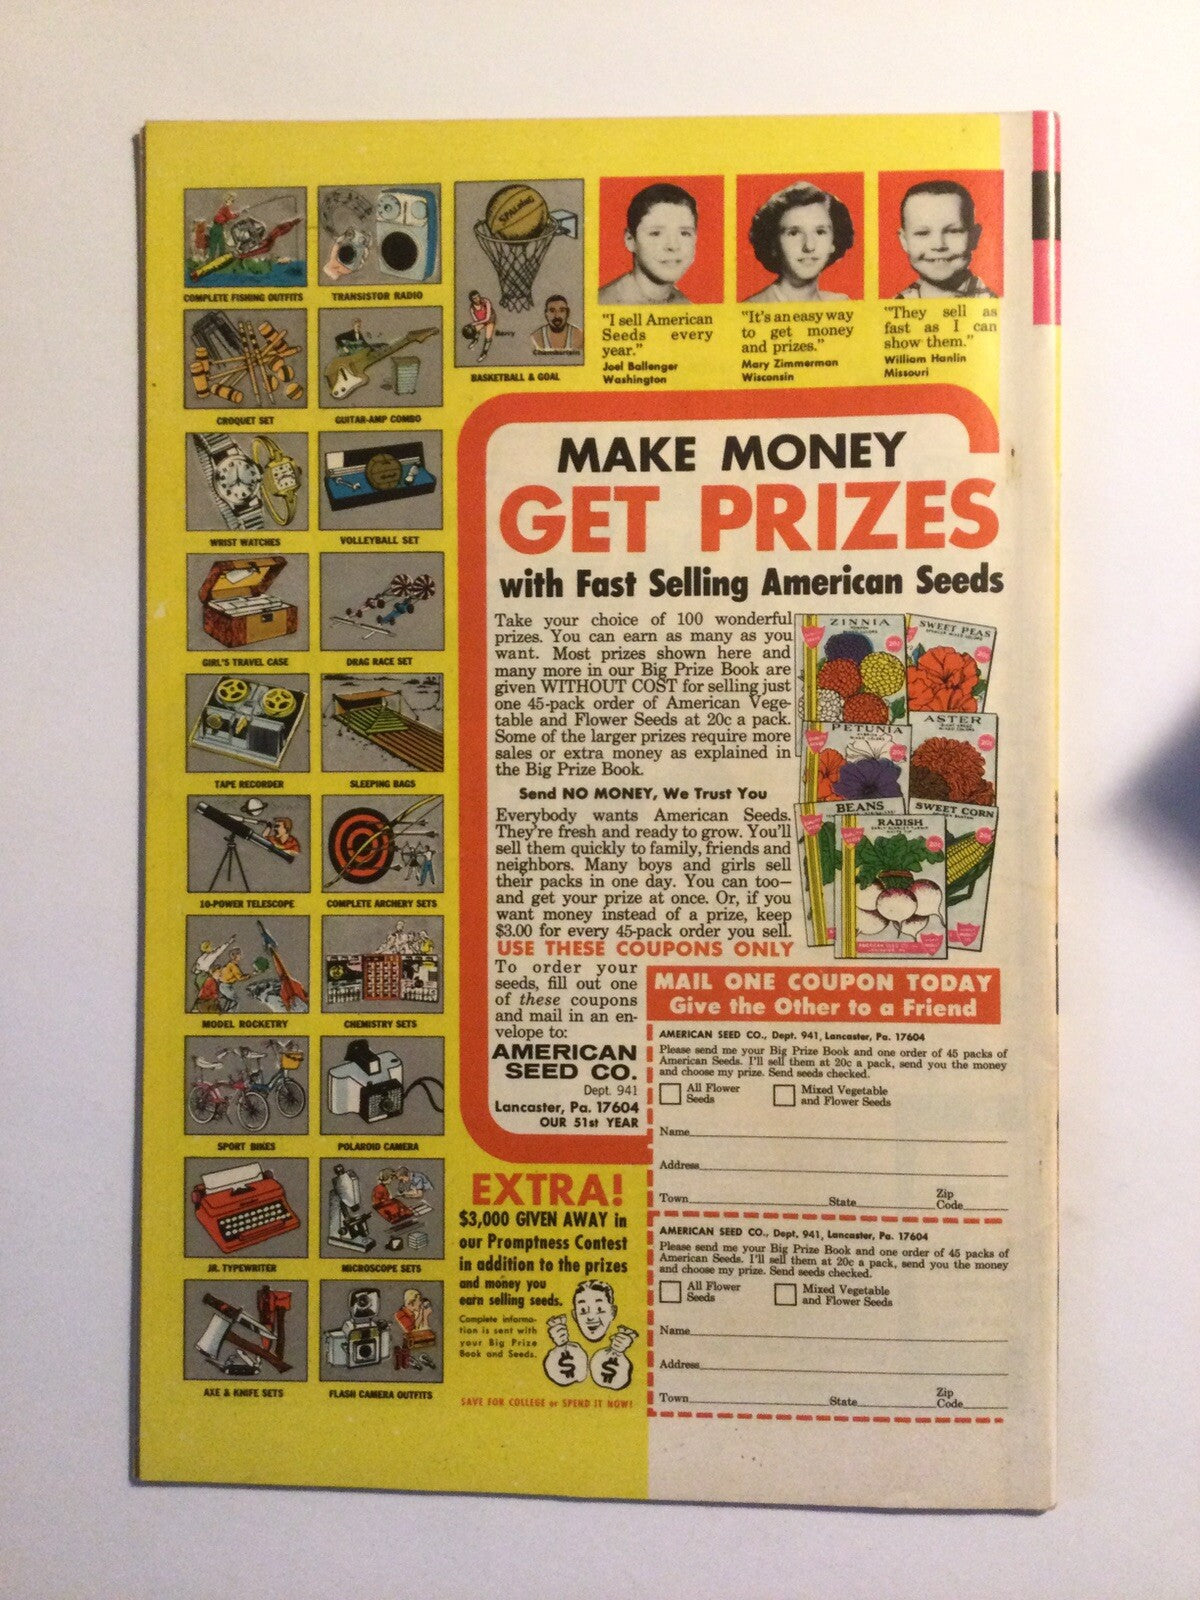 COMPLETE FISHING OUTFITS
TRANSISTOR RADIO
CROQUET SET
GUITAR-AMP COMBO
WRIST WATCHES
VOLLEYBALL SET
GIRL'S TRAVEL CASE
DRAG RACE SET
TAPE RECORDER
SLEEPING BAGS
10-POWER TELESCOPE
COMPLETE ARCHERY SETS
MODEL ROCKETRY
CHEMISTRY SETS
SPORT BIKES
POLAROID CAMERA
JR. TYPEWRITER
MICROSCOPE SETS
AXE & KNIFE SETS
FLASH CAMERA OUTFITS
SPALDING
Barry
Chamberlain
BASKETBALL & GOAL
"I sell American
Seeds every
year."
Joel Ballenger
Washington
"It's an easy way
to get money
and prizes."
Mary Zimmerman
Wisconsin
"They sell as
fast as I can
show them."
William Hanlin
Missouri
MAKE MONEY
GET PRIZES
with Fast Selling American Seeds
Take your choice of 100 wonderful
prizes. You can earn as many as you
want. Most prizes shown here and
many more in our Big Prize Book are
given WITHOUT COST for selling just
one 45-pack order of American Vege-
table and Flower Seeds at 20c a pack.
Some of the larger prizes require more
sales or extra money as explained in
the Big Prize Book.
Send NO MONEY, We Trust You
Everybody wants American Seeds.
They're fresh and ready to grow. You'll
sell them quickly to family, friends and
neighbors. Many boys and girls sell
their packs in one day. You can too—
and get your prize at once. Or, if you
want money instead of a prize, keep
$3.00 for every 45-pack order you sell.
ZINNIA
SWEET PEAS
PETUNIA
ASTER
BEANS
SWEET CORN
RADISH
20c
USE THESE COUPONS ONLY
To order your
seeds, fill out one
of these coupons
and mail in an en-
velope to:
AMERICAN
SEED CO.
Dept. 941
Lancaster, Pa. 17604
OUR 51st YEAR
MAIL ONE COUPON TODAY
Give the Other to a Friend
AMERICAN SEED CO., Dept. 941, Lancaster, Pa. 17604
Please send me your Big Prize Book and one order of 45 packs of
American Seeds. I'll sell them at 20c a pack, send you the money
and choose my prize. Send seeds checked.
All Flower Seeds
Mixed Vegetable and Flower Seeds
Name
Address
Town State Zip Code
AMERICAN SEED CO., Dept. 941, Lancaster, Pa. 17604
Please send me your Big Prize Book and one order of 45 packs of
American Seeds. I'll sell them at 20c a pack, send you the money
and choose my prize. Send seeds checked.
All Flower Seeds
Mixed Vegetable and Flower Seeds
Name
Address
Town State Zip Code
EXTRA!
$3,000 GIVEN AWAY in
our Promptness Contest
in addition to the prizes
and money you
earn selling seeds.
Complete informa-
tion is sent with
your Big Prize
Book and Seeds.
$ $
SAVE FOR COLLEGE or SPEND IT NOW!